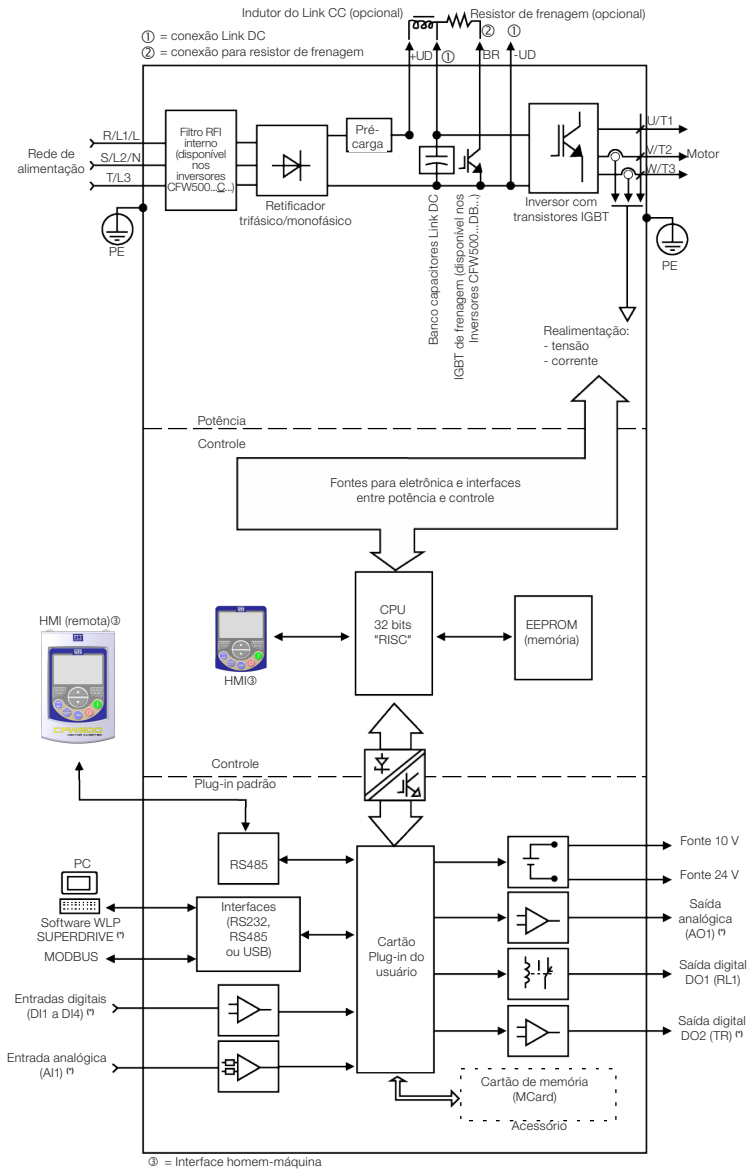 Indutor do Link CC (opcional)
Resistor de frenagem (opcional)
① = conexão Link DC
② = conexão para resistor de frenagem
② ①
+UD ① BR -UD
R/L1/L
S/L2/N
T/L3
Rede de
alimentação
PE
Filtro RFI
interno
(disponível
nos
inversores
CFW500...C...)
Retificador
trifásico/monofásico
Pré-
carga
Banco capacitores Link DC
IGBT de frenagem (disponível nos
Inversores CFW500...DB...)
Inversor com
transistores IGBT
U/T1
V/T2
W/T3
Motor
PE
Realimentação:
- tensão
- corrente
Potência
Controle
Fontes para eletrônica e interfaces
entre potência e controle
CPU
32 bits
"RISC"
EEPROM
(memória)
HMI③
HMI (remota)③
CFW500
Controle
Plug-in padrão
RS485
PC
Software WLP
SUPERDRIVE (*)
MODBUS
Interfaces
(RS232,
RS485
ou USB)
Entradas digitais
(DI1 a DI4) (*)
Entrada analógica
(AI1) (*)
Cartão
Plug-in do
usuário
Fonte 10 V
Fonte 24 V
Saída
analógica
(AO1) (*)
Saída digital
DO1 (RL1)
Saída digital
DO2 (TR) (*)
Cartão de memória
(MCard)
Acessório
③ = Interface homem-máquina